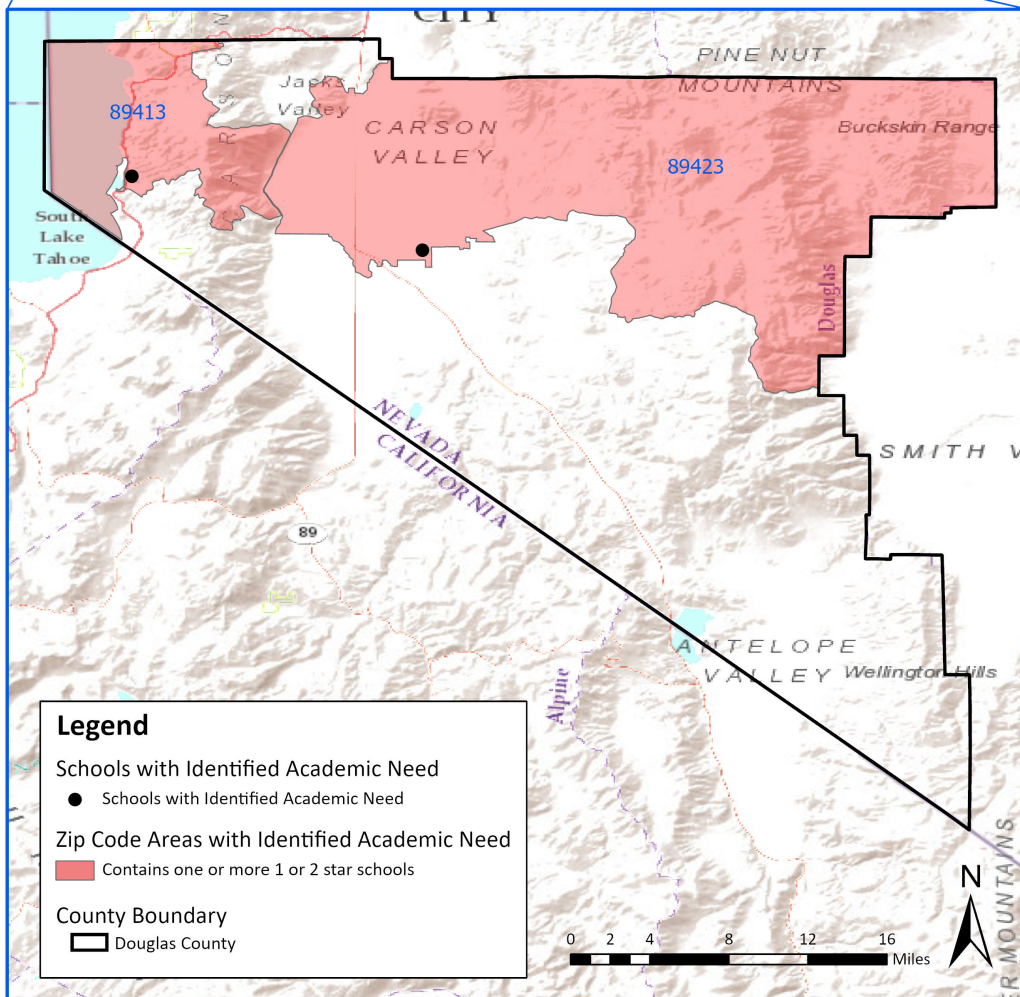 CITY
PINE NUT
MOUNTAINS
Jacks
Valley
89413
CARSON
VALLEY
Buckskin Range
89423
South
Lake
Tahoe
Douglas
NEVADA
CALIFORNIA
SMITH V
89
ANTELOPE
VALLEY
Wellington Hills
Alpine
Legend
Schools with Identified Academic Need
Schools with Identified Academic Need
Zip Code Areas with Identified Academic Need
Contains one or more 1 or 2 star schools
County Boundary
Douglas County
0 2 4 8 12 16
Miles
N
ER MOUNTAINS